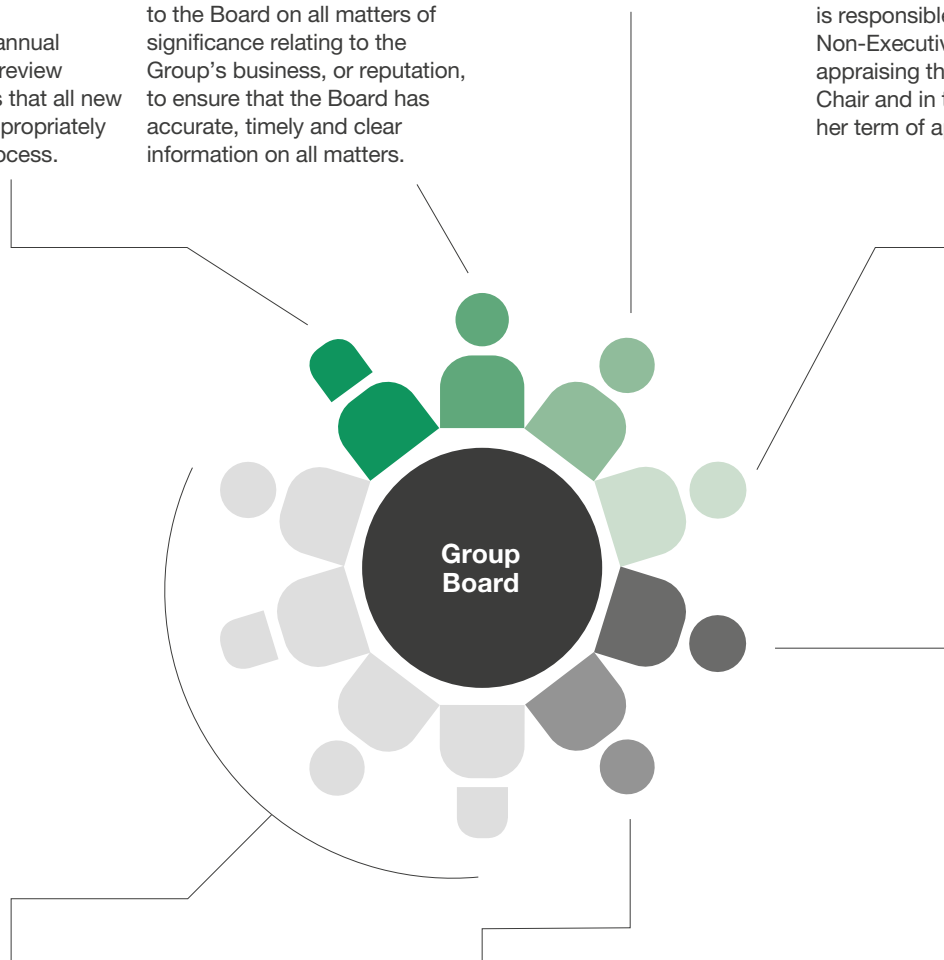 annual
review
that all new
propriately
ocess.
to the Board on all matters of
significance relating to the
Group's business, or reputation,
to ensure that the Board has
accurate, timely and clear
information on all matters.
is responsible
Non-Executiv
appraising th
Chair and in t
her term of a
Group
Board